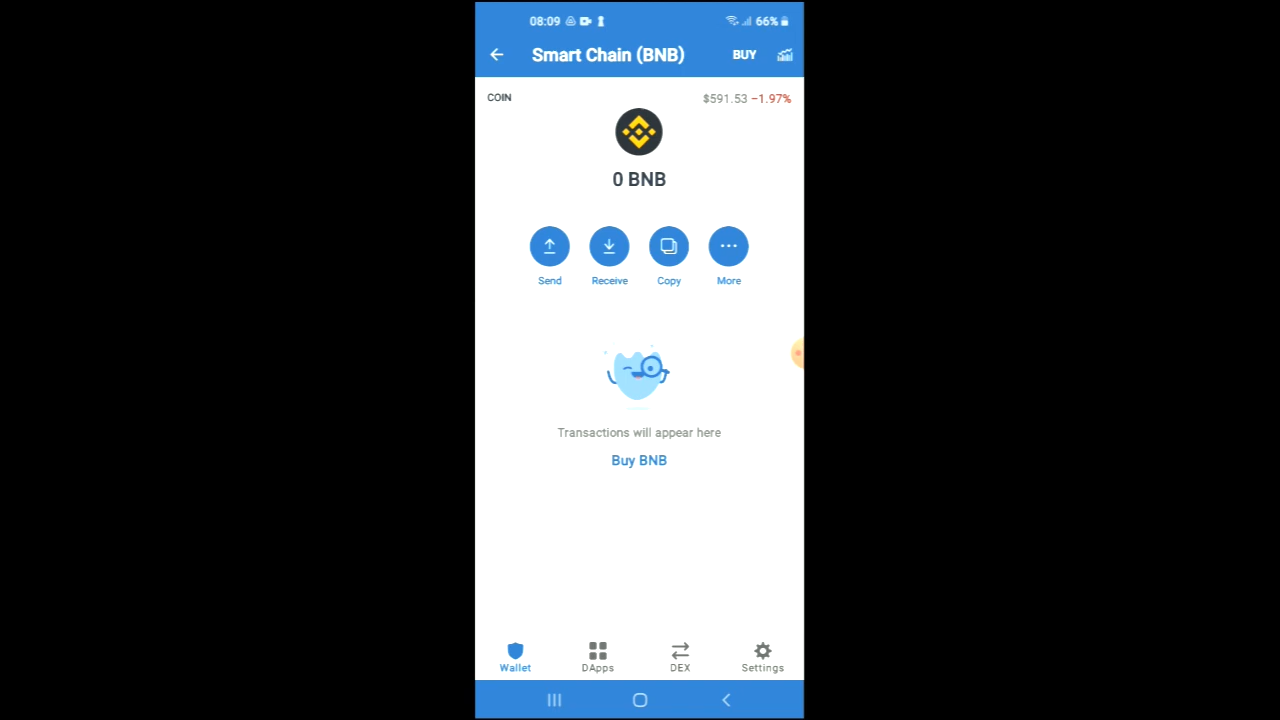 08:09 66%
Smart Chain (BNB) BUY
COIN $591.53 −1.97%
0 BNB
Send Receive Copy More
Transactions will appear here
Buy BNB
Wallet DApps DEX Settings